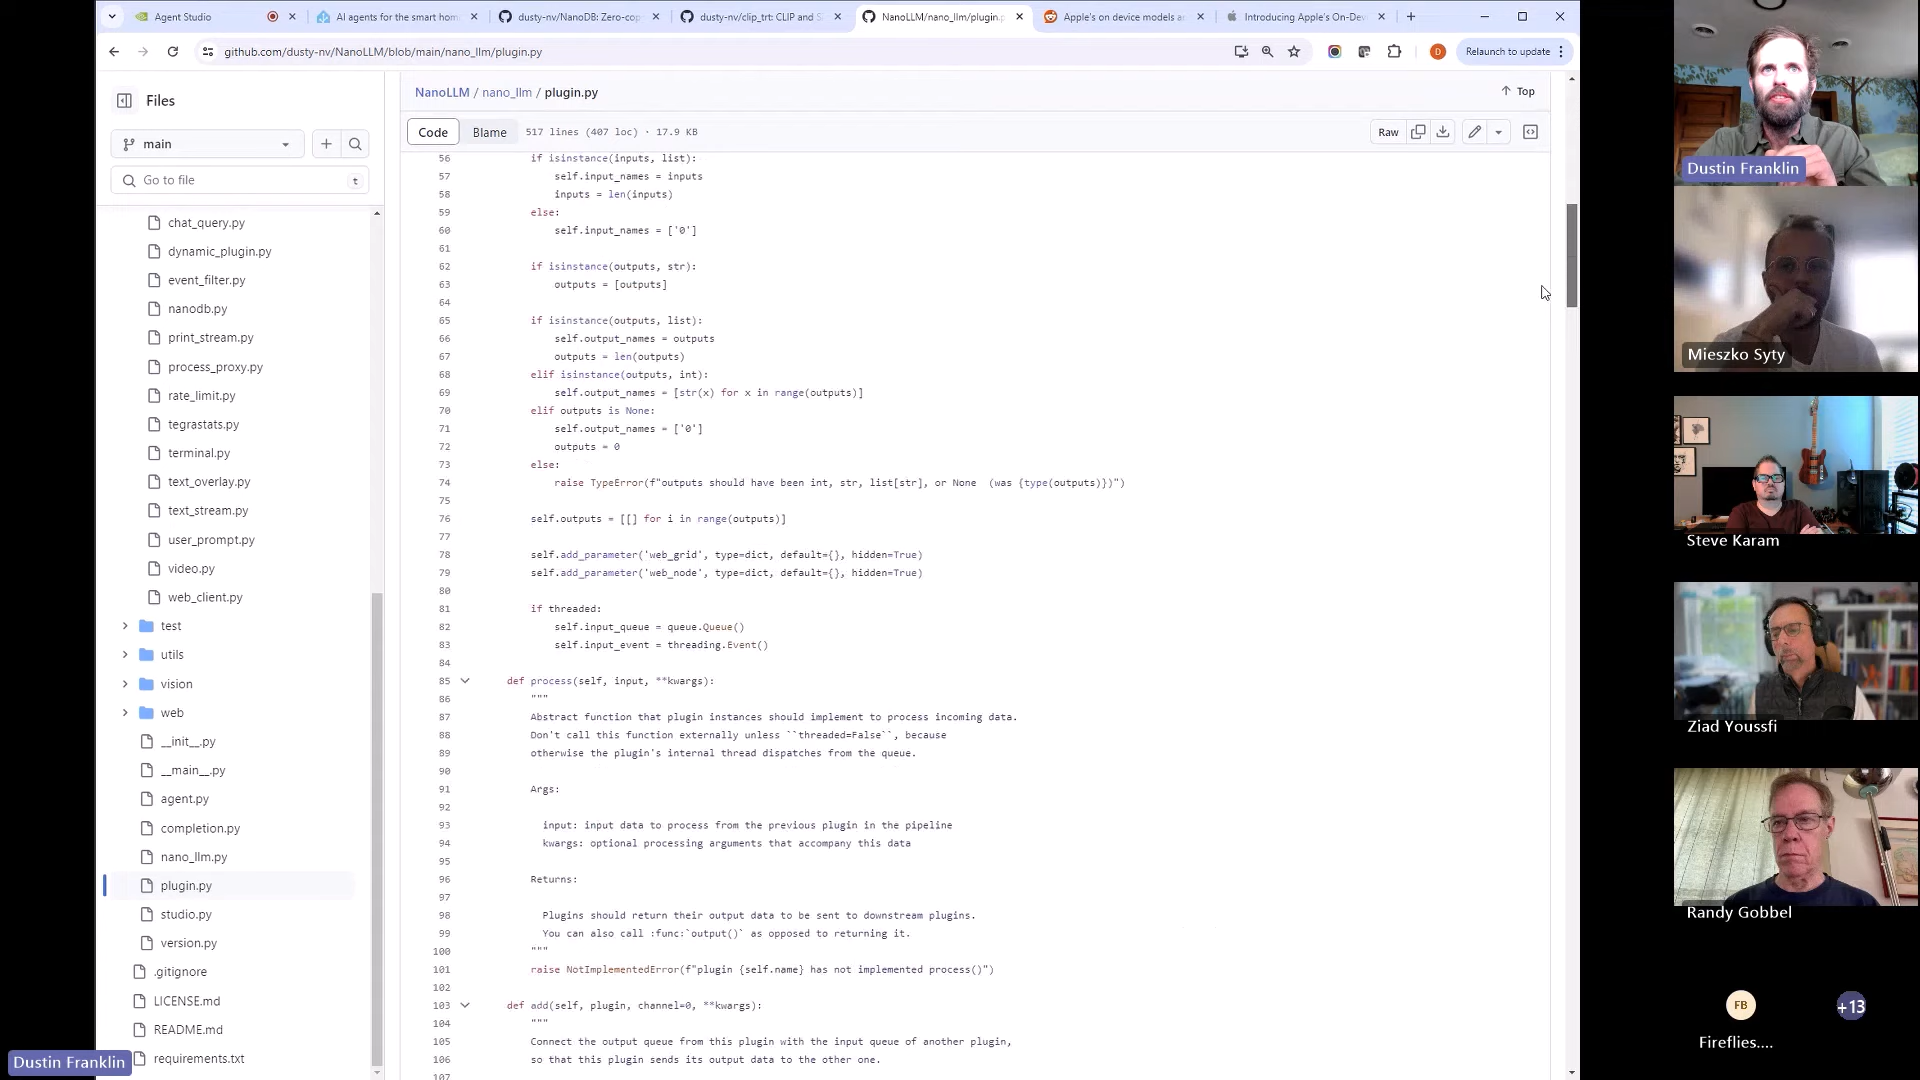 Agent Studio
AI agents for the smart hom
dusty-nv/NanoDB: Zero-cop
dusty-nv/clip_trt: CLIP and S
NanoLLM/nano_llm/plugin.p
Apple's on device models a
Introducing Apple's On-Dev
github.com/dusty-nv/NanoLLM/blob/main/nano_llm/plugin.py
D
Relaunch to update
Files
main
Go to file
t
chat_query.py
dynamic_plugin.py
event_filter.py
nanodb.py
print_stream.py
process_proxy.py
rate_limit.py
tegrastats.py
terminal.py
text_overlay.py
text_stream.py
user_prompt.py
video.py
web_client.py
test
utils
vision
web
__init__.py
__main__.py
agent.py
completion.py
nano_llm.py
plugin.py
studio.py
version.py
.gitignore
LICENSE.md
README.md
requirements.txt
NanoLLM / nano_llm / plugin.py
Top
Code
Blame
517 lines (407 loc) · 17.9 KB
Raw
56 if isinstance(inputs, list):
57 self.input_names = inputs
58 inputs = len(inputs)
59 else:
60 self.input_names = ['0']
61
62 if isinstance(outputs, str):
63 outputs = [outputs]
64
65 if isinstance(outputs, list):
66 self.output_names = outputs
67 outputs = len(outputs)
68 elif isinstance(outputs, int):
69 self.output_names = [str(x) for x in range(outputs)]
70 elif outputs is None:
71 self.output_names = ['0']
72 outputs = 0
73 else:
74 raise TypeError(f"outputs should have been int, str, list[str], or None (was {type(outputs)})")
75
76 self.outputs = [[] for i in range(outputs)]
77
78 self.add_parameter('web_grid', type=dict, default={}, hidden=True)
79 self.add_parameter('web_node', type=dict, default={}, hidden=True)
80
81 if threaded:
82 self.input_queue = queue.Queue()
83 self.input_event = threading.Event()
84
85 def process(self, input, **kwargs):
86 """
87 Abstract function that plugin instances should implement to process incoming data.
88 Don't call this function externally unless ``threaded=False``, because
89 otherwise the plugin's internal thread dispatches from the queue.
90
91 Args:
92
93 input: input data to process from the previous plugin in the pipeline
94 kwargs: optional processing arguments that accompany this data
95
96 Returns:
97
98 Plugins should return their output data to be sent to downstream plugins.
99 You can also call :func:`output()` as opposed to returning it.
100 """
101 raise NotImplementedError(f"plugin {self.name} has not implemented process()")
102
103 def add(self, plugin, channel=0, **kwargs):
104 """
105 Connect the output queue from this plugin with the input queue of another plugin,
106 so that this plugin sends its output data to the other one.
107
Dustin Franklin
Mieszko Syty
Steve Karam
Ziad Youssfi
Randy Gobbel
FB
+13
Fireflies....
Dustin Franklin